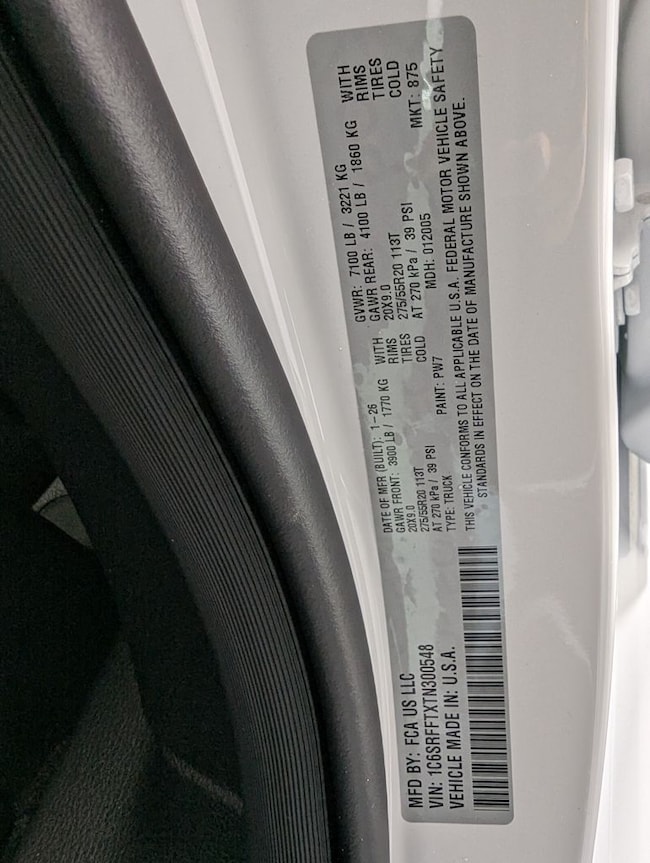 MFD BY: FCA US LLC
VIN: 1C6SRFFTXTN300548
VEHICLE MADE IN: U.S.A.
DATE OF MFR (BUILT): 1-26 GVWR: 7100 LB / 3221 KG
GAWR FRONT: 3900 LB / 1770 KG WITH GAWR REAR: 4100 LB / 1860 KG WITH
20X9.0 RIMS 20X9.0 RIMS
275/55R20 113T TIRES 275/55R20 113T TIRES
AT 270 kPa / 39 PSI COLD AT 270 kPa / 39 PSI COLD
TYPE: TRUCK PAINT: PW7 MDH: 012005 MKT: 875
THIS VEHICLE CONFORMS TO ALL APPLICABLE U.S.A. FEDERAL MOTOR VEHICLE SAFETY
STANDARDS IN EFFECT ON THE DATE OF MANUFACTURE SHOWN ABOVE.